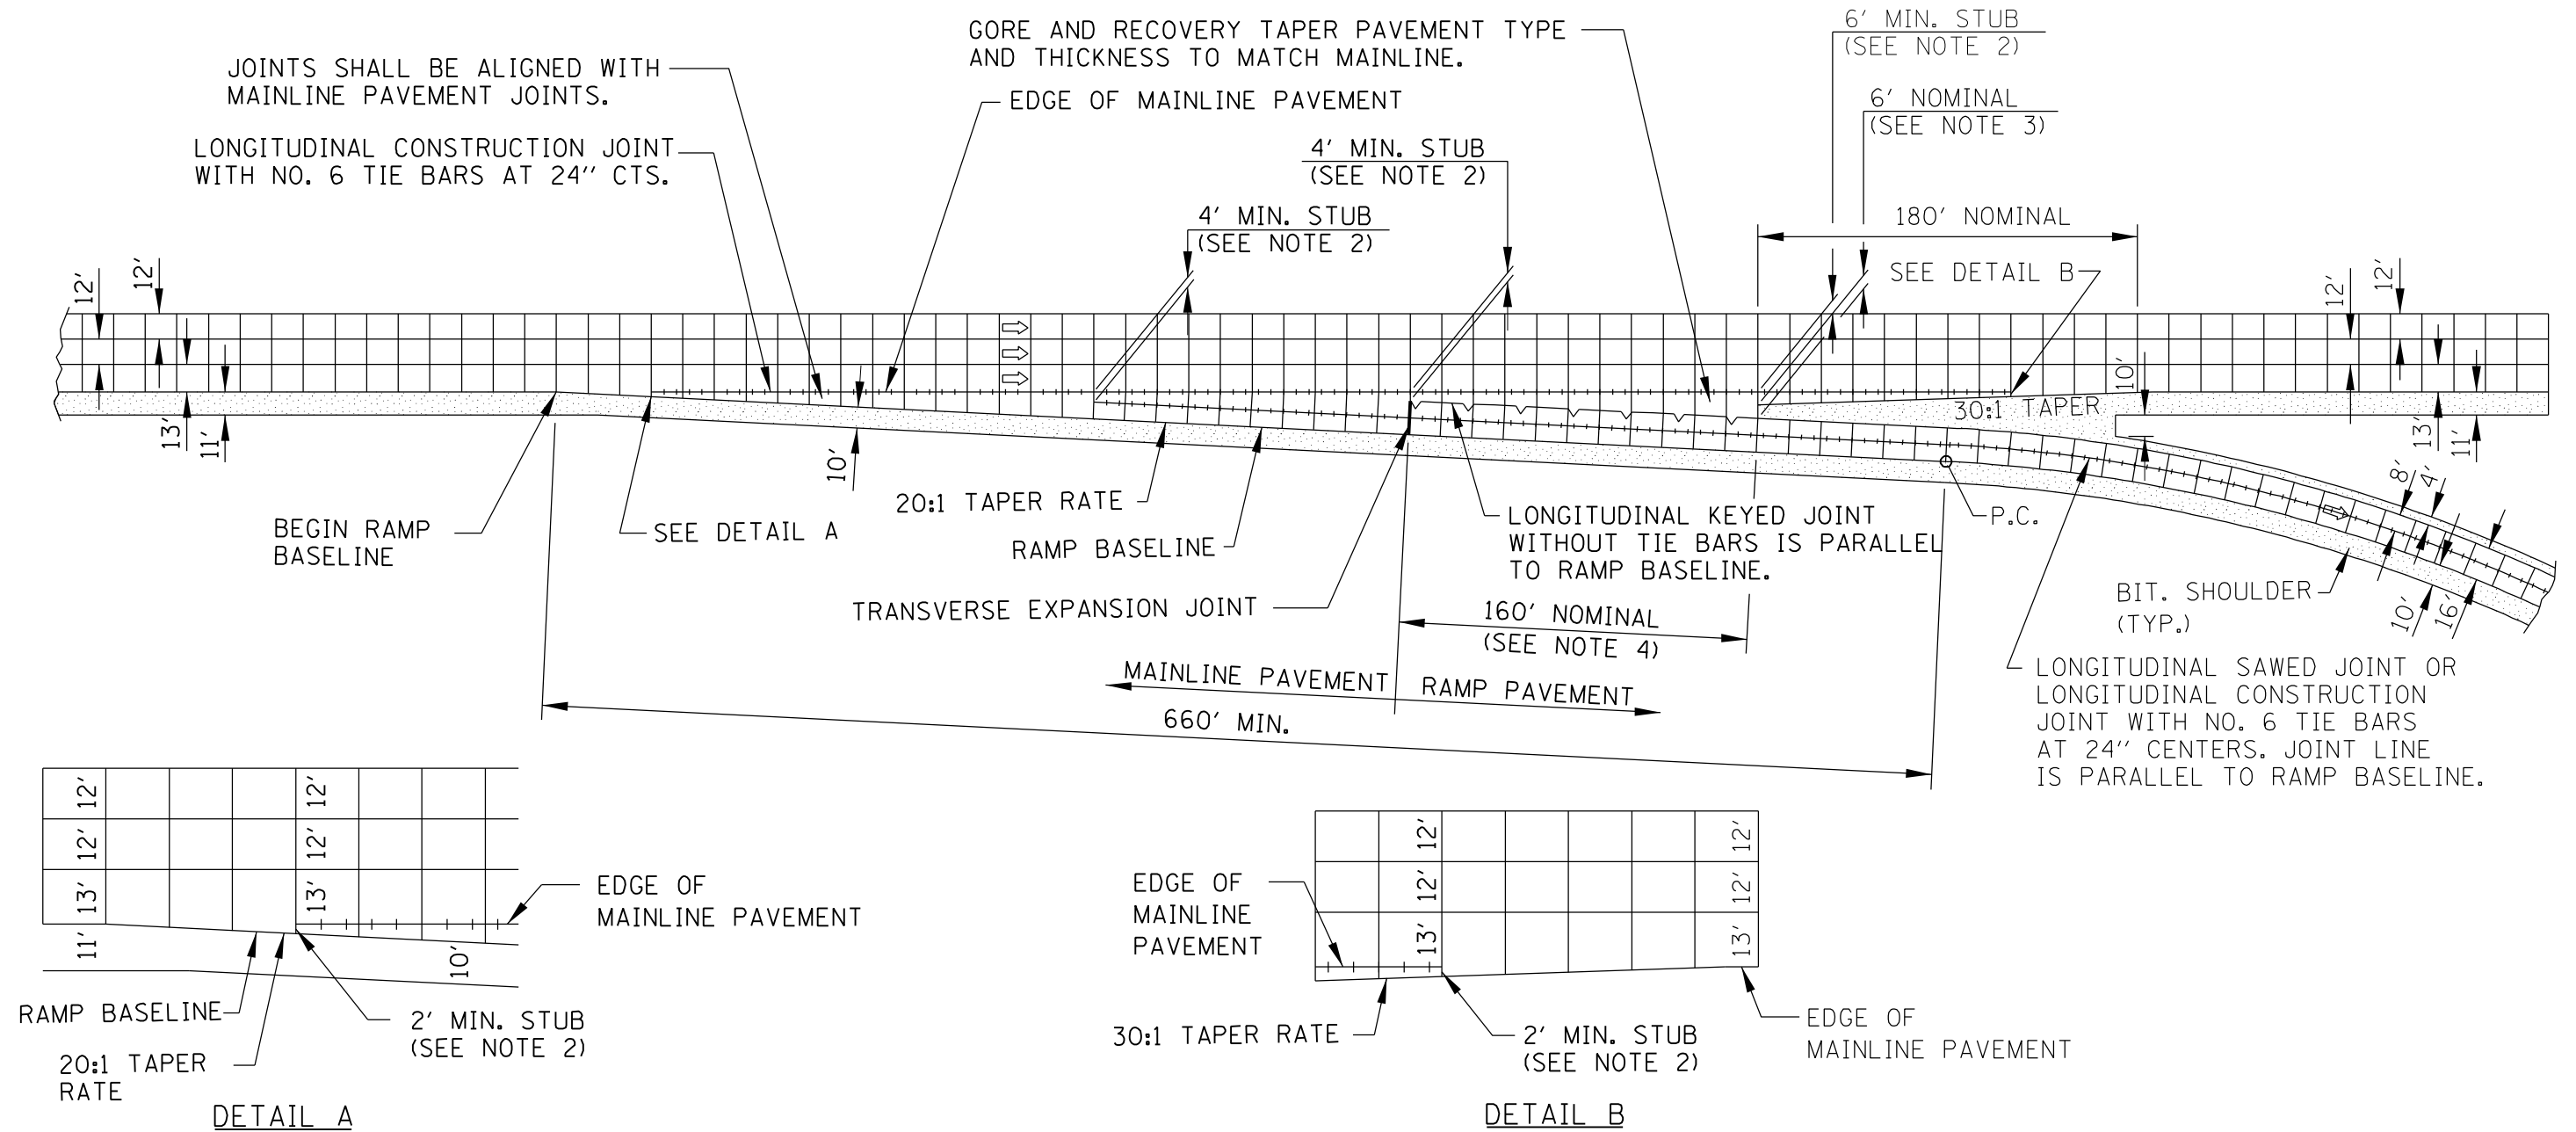 GORE AND RECOVERY TAPER PAVEMENT TYPE
AND THICKNESS TO MATCH MAINLINE.
6' MIN. STUB
(SEE NOTE 2)
JOINTS SHALL BE ALIGNED WITH
MAINLINE PAVEMENT JOINTS.
EDGE OF MAINLINE PAVEMENT
6' NOMINAL
(SEE NOTE 3)
LONGITUDINAL CONSTRUCTION JOINT
WITH NO. 6 TIE BARS AT 24" CTS.
4' MIN. STUB
(SEE NOTE 2)
4' MIN. STUB
(SEE NOTE 2)
180' NOMINAL
SEE DETAIL B
12'
12'
13'
11'
10'
12'
12'
13'
11'
10'
30:1 TAPER
20:1 TAPER RATE
BEGIN RAMP
BASELINE
SEE DETAIL A
RAMP BASELINE
LONGITUDINAL KEYED JOINT
WITHOUT TIE BARS IS PARALLEL
TO RAMP BASELINE.
P.C.
8'
4'
10'
16'
BIT. SHOULDER
(TYP.)
TRANSVERSE EXPANSION JOINT
160' NOMINAL
(SEE NOTE 4)
MAINLINE PAVEMENT
RAMP PAVEMENT
660' MIN.
LONGITUDINAL SAWED JOINT OR
LONGITUDINAL CONSTRUCTION
JOINT WITH NO. 6 TIE BARS
AT 24" CENTERS. JOINT LINE
IS PARALLEL TO RAMP BASELINE.
12'
12'
12'
12'
13'
13'
11'
10'
EDGE OF
MAINLINE PAVEMENT
RAMP BASELINE
20:1 TAPER
RATE
2' MIN. STUB
(SEE NOTE 2)
DETAIL A
12'
12'
12'
12'
13'
13'
EDGE OF
MAINLINE
PAVEMENT
30:1 TAPER RATE
2' MIN. STUB
(SEE NOTE 2)
EDGE OF
MAINLINE PAVEMENT
DETAIL B